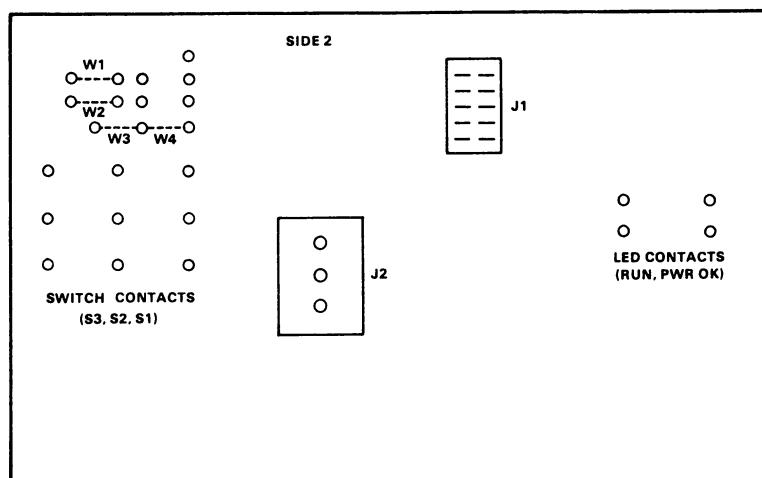 SIDE 2
W1
J1
W2
W3 W4
LED CONTACTS
(RUN, PWR OK)
J2
SWITCH CONTACTS
(S3, S2, S1)